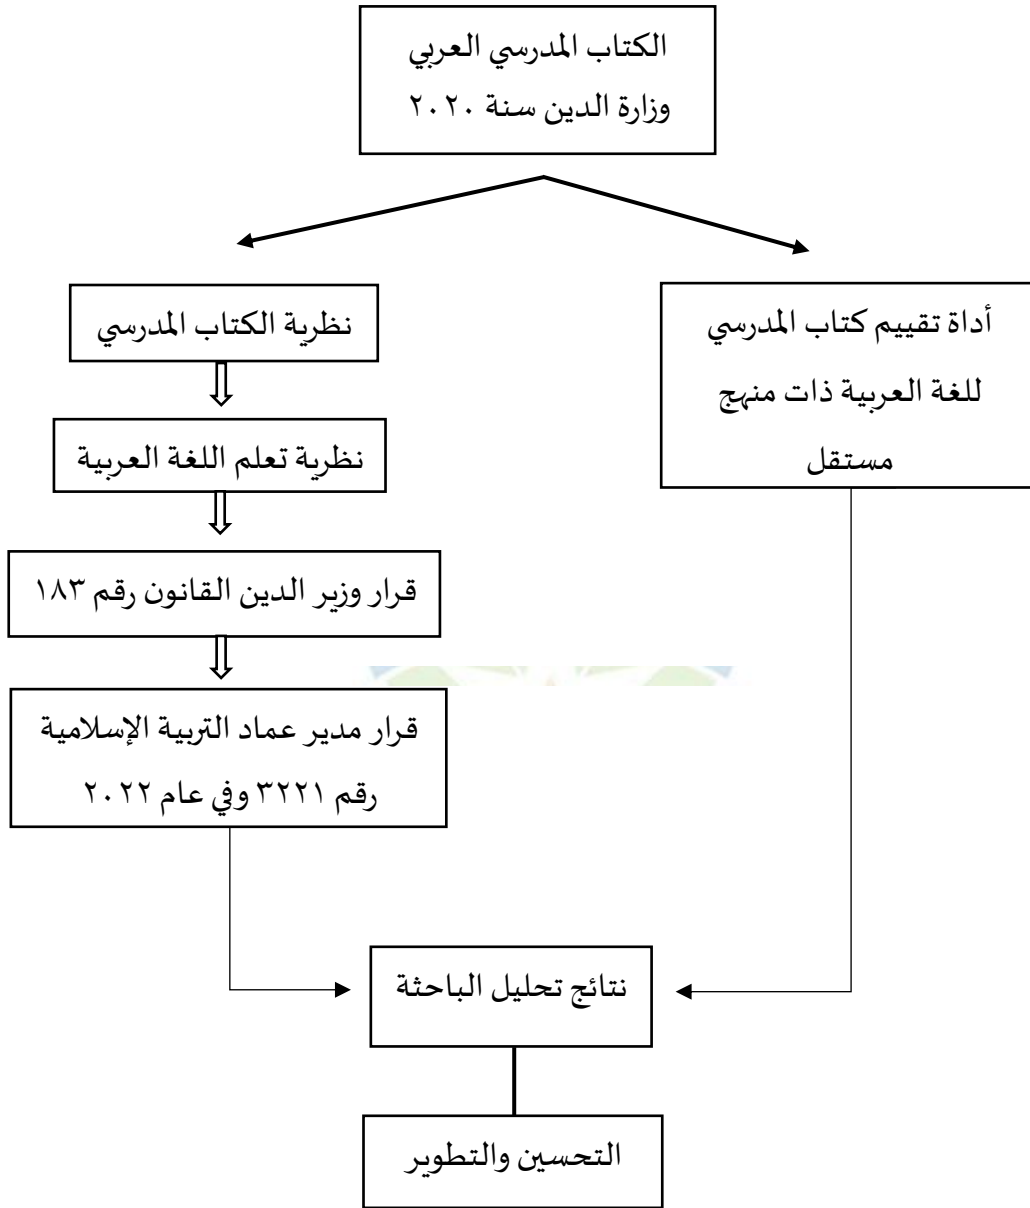 الكتاب المدرسي العربي
وزارة الدين سنة ٢٠٢٠
نظرية الكتاب المدرسي
نظرية تعلم اللغة العربية
قرار وزير الدين القانون رقم ١٨٣
قرار مدير عماد التربية الإسلامية
رقم ٣٢٢١ وفي عام ٢٠٢٢
أداة تقييم كتاب المدرسي
للغة العربية ذات منهج
مستقل
نتائج تحليل الباحثة
التحسين والتطوير